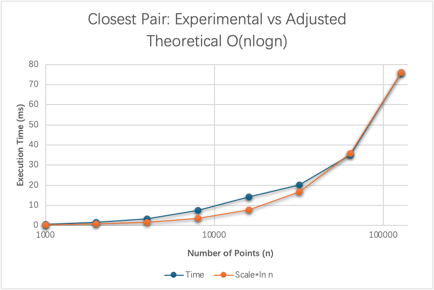 Closest Pair: Experimental vs Adjusted
Theoretical O(nlogn)
80
70
60
50
40
30
20
10
0
Execution Time (ms)
1000
10000
100000
Number of Points (n)
Time
Scale*ln n